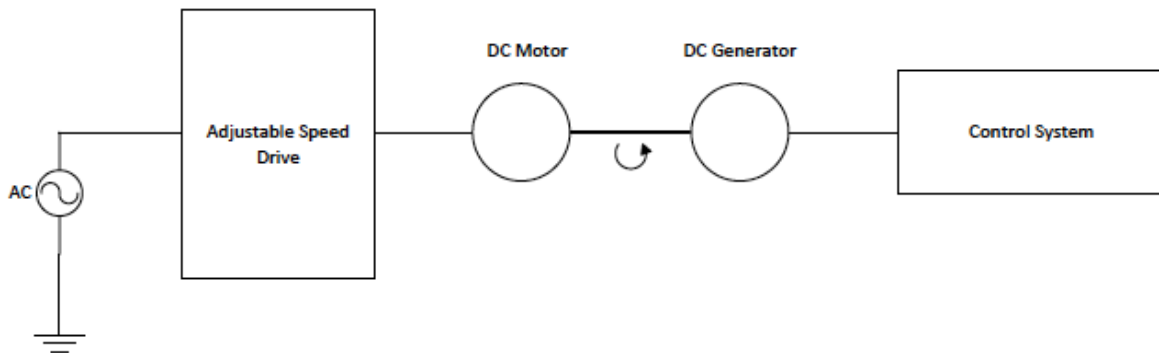 DC Motor
DC Generator
Adjustable Speed
Drive
Control System
AC